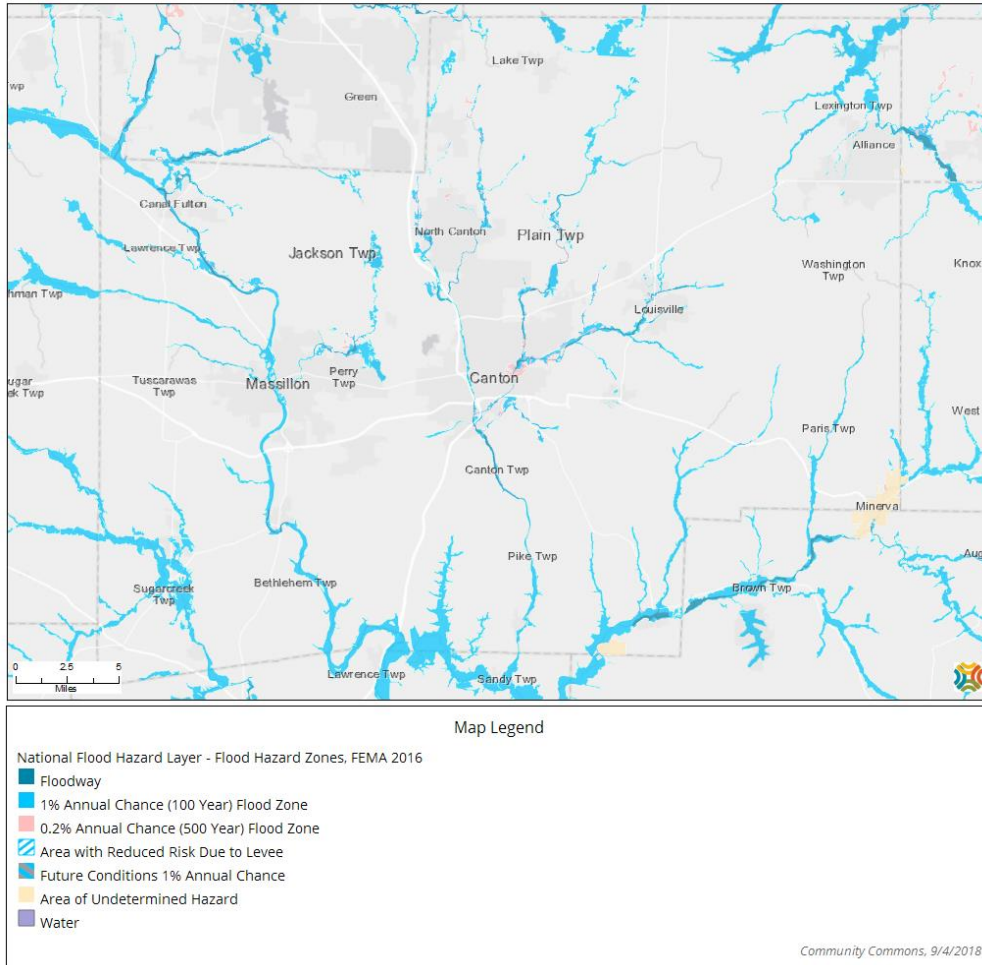 Lake Twp
wp
Green
Lexington Twp
Alliance
Canal Fulton
North Canton
Plain Twp
Lawrence Twp
Jackson Twp
Washington
Twp
Knox
hman Twp
Louisville
ugar
ek Twp
Tuscarawas
Twp
Massillon
Perry
Twp
Canton
West
Paris Twp
Canton Twp
Minerva
Pike Twp
Aug
Bethlehem Twp
Sugarcreek
Twp
Brown Twp
0 2.5 5
Miles
Lawrence Twp
Sandy Twp
Map Legend
National Flood Hazard Layer - Flood Hazard Zones, FEMA 2016
Floodway
1% Annual Chance (100 Year) Flood Zone
0.2% Annual Chance (500 Year) Flood Zone
Area with Reduced Risk Due to Levee
Future Conditions 1% Annual Chance
Area of Undetermined Hazard
Water
Community Commons, 9/4/2018